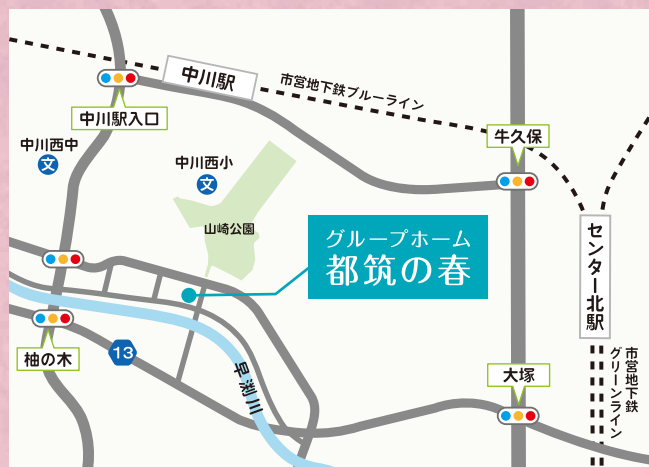 中川駅
市営地下鉄ブルーライン
中川駅入口
牛久保
中川西中
文
中川西小
文
山崎公園
グループホーム
都筑の春
センター北駅
柚の木
13
早渕川
大塚
市営地下鉄
グリーンライン